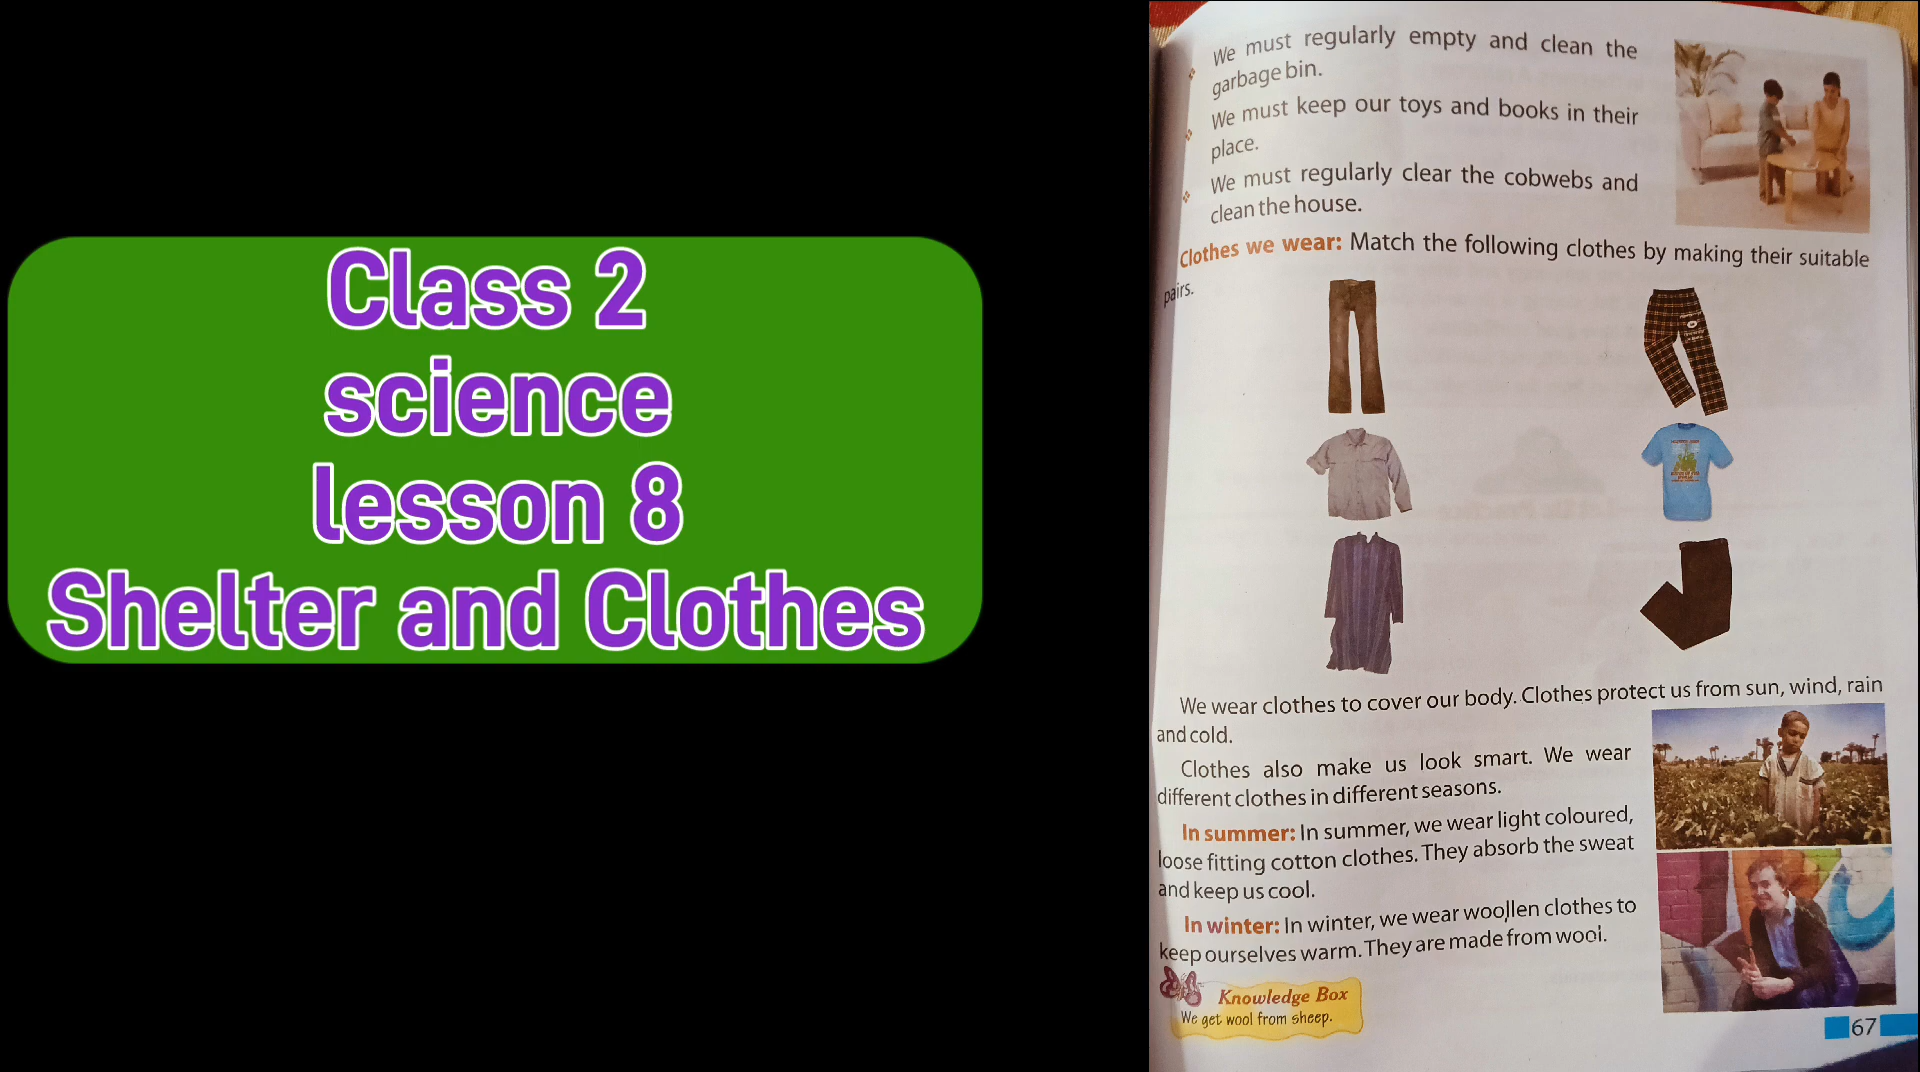 Class 2
science
lesson 8
Shelter and Clothes
We must regularly empty and clean the
garbage bin.
We must keep our toys and books in their
place.
We must regularly clear the cobwebs and
clean the house.
Clothes we wear: Match the following clothes by making their suitable
pairs.
We wear clothes to cover our body. Clothes protect us from sun, wind, rain
and cold.
Clothes also make us look smart. We wear
different clothes in different seasons.
In summer: In summer, we wear light coloured,
loose fitting cotton clothes. They absorb the sweat
and keep us cool.
In winter: In winter, we wear woollen clothes to
keep ourselves warm. They are made from wool.
Knowledge Box
We get wool from sheep.
67